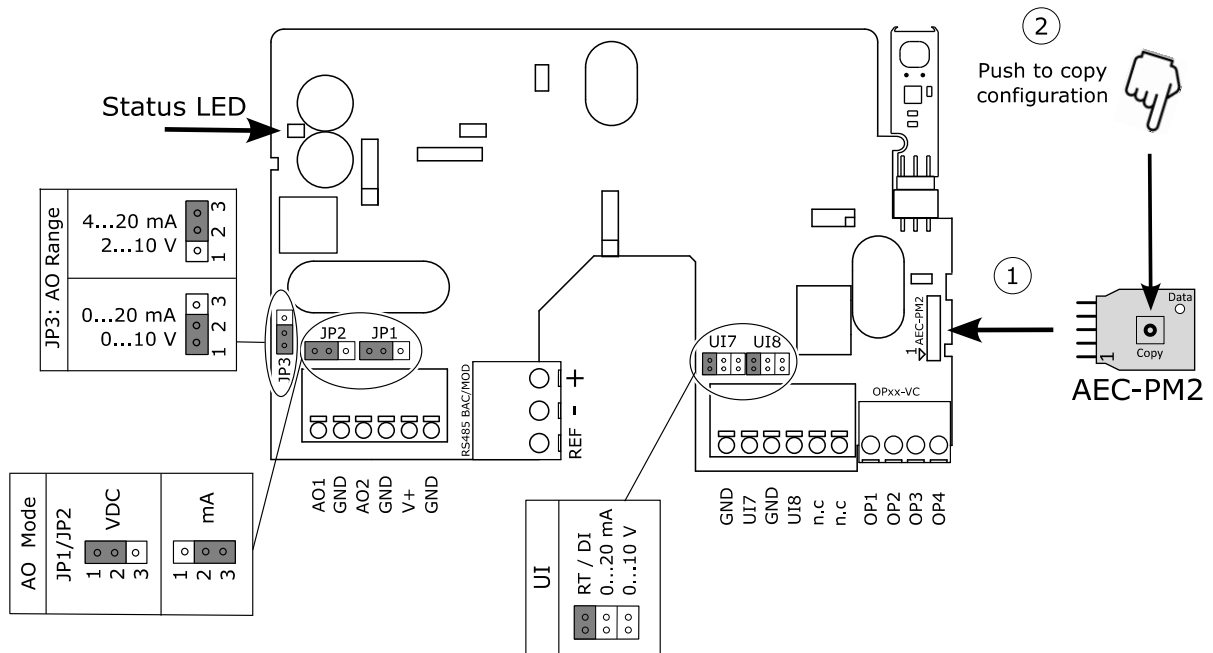 Status LED
2
Push to copy
configuration
JP3: AO Range
4...20 mA
2...10 V
1 2 3
0...20 mA
0...10 V
1 2 3
JP3
JP2
JP1
RS485 BAC/MOD
+
-
REF
UI7
UI8
1
AEC-PM2
OPxx-VC
1
Data
Copy
1
AEC-PM2
AO1
GND
AO2
GND
V+
GND
GND
UI7
GND
UI8
n.c
n.c
OP1
OP2
OP3
OP4
AO Mode
JP1/JP2
VDC
1 2 3
mA
1 2 3
UI
RT / DI
0...20 mA
0...10 V